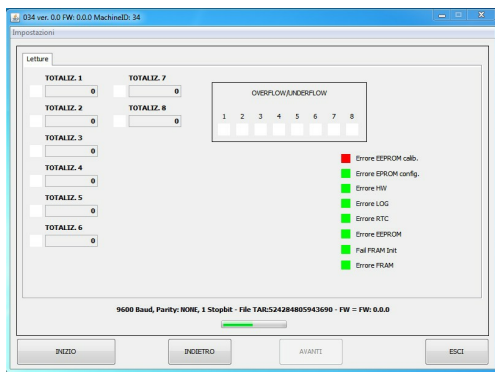 034 ver. 0.0 FW: 0.0.0 MachineID: 34
Impostazioni
Letture
TOTALIZ. 1
0
TOTALIZ. 7
0
TOTALIZ. 2
0
TOTALIZ. 8
0
TOTALIZ. 3
0
TOTALIZ. 4
0
TOTALIZ. 5
0
TOTALIZ. 6
0
OVERFLOW/UNDERFLOW
1 2 3 4 5 6 7 8
Errore EEPROM calib.
Errore EPROM config.
Errore HW
Errore LOG
Errore RTC
Errore EEPROM
Fail FRAM Init
Errore FRAM
9600 Baud, Parity: NONE, 1 Stopbit - File TAR:524284805943690 - FW = FW: 0.0.0
INIZIO INDIETRO AVANTI ESCI